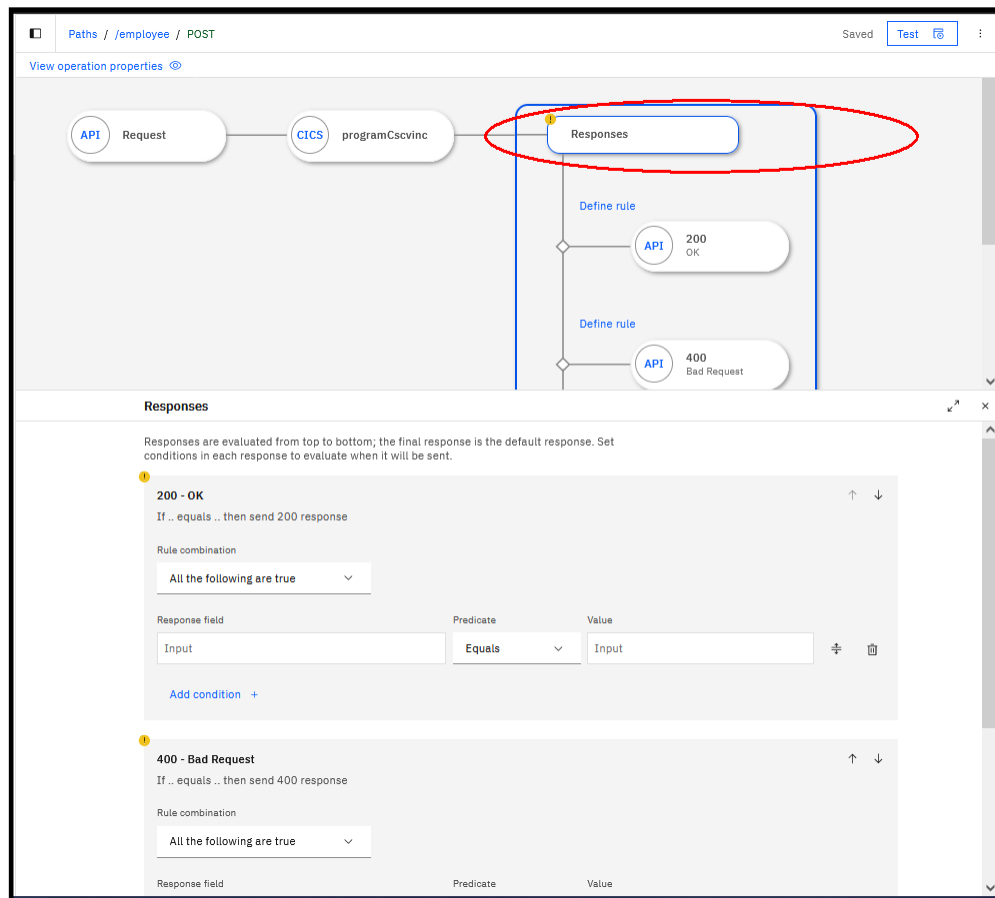 Paths / /employee / POST
Saved
Test
View operation properties
API Request
CICS programCscvinc
! Responses
Define rule
API 200
OK
Define rule
API 400
Bad Request
Responses
Responses are evaluated from top to bottom; the final response is the default response. Set
conditions in each response to evaluate when it will be sent.
!
200 - OK
If .. equals .. then send 200 response
Rule combination
All the following are true
Response field Predicate Value
Input Equals Input
Add condition +
!
400 - Bad Request
If .. equals .. then send 400 response
Rule combination
All the following are true
Response field Predicate Value